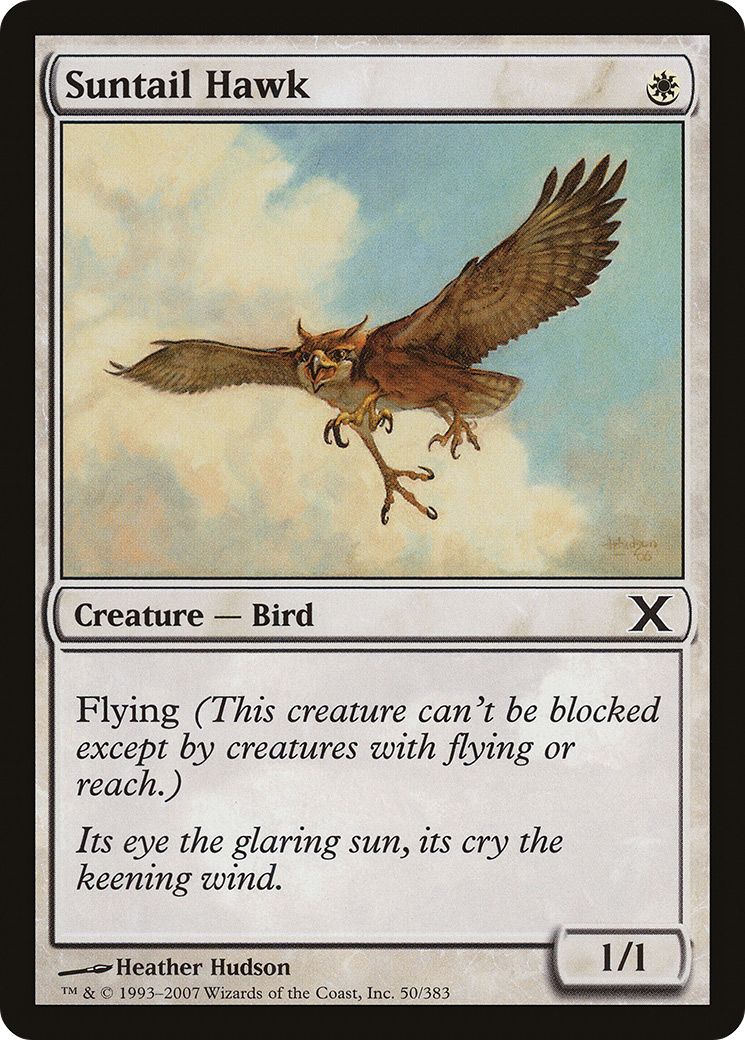 Suntail Hawk
Creature — Bird
X
Flying (This creature can't be blocked
except by creatures with flying or
reach.)
Its eye the glaring sun, its cry the
keening wind.
1/1
Heather Hudson
™ & © 1993–2007 Wizards of the Coast, Inc. 50/383